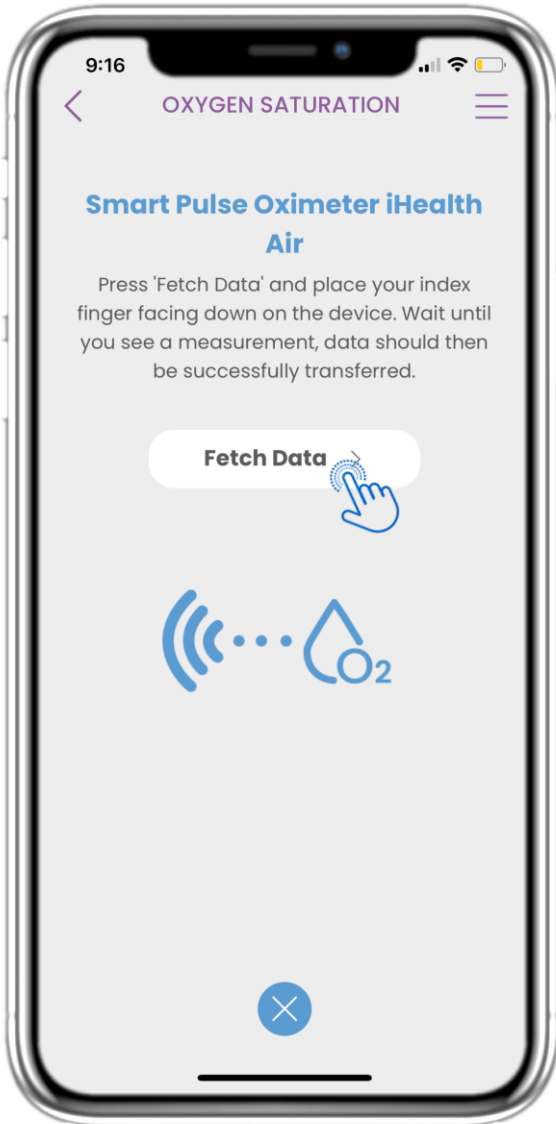 9:16
OXYGEN SATURATION
Smart Pulse Oximeter iHealth
Air
Press 'Fetch Data' and place your index
finger facing down on the device. Wait until
you see a measurement, data should then
be successfully transferred.
Fetch Data
O2